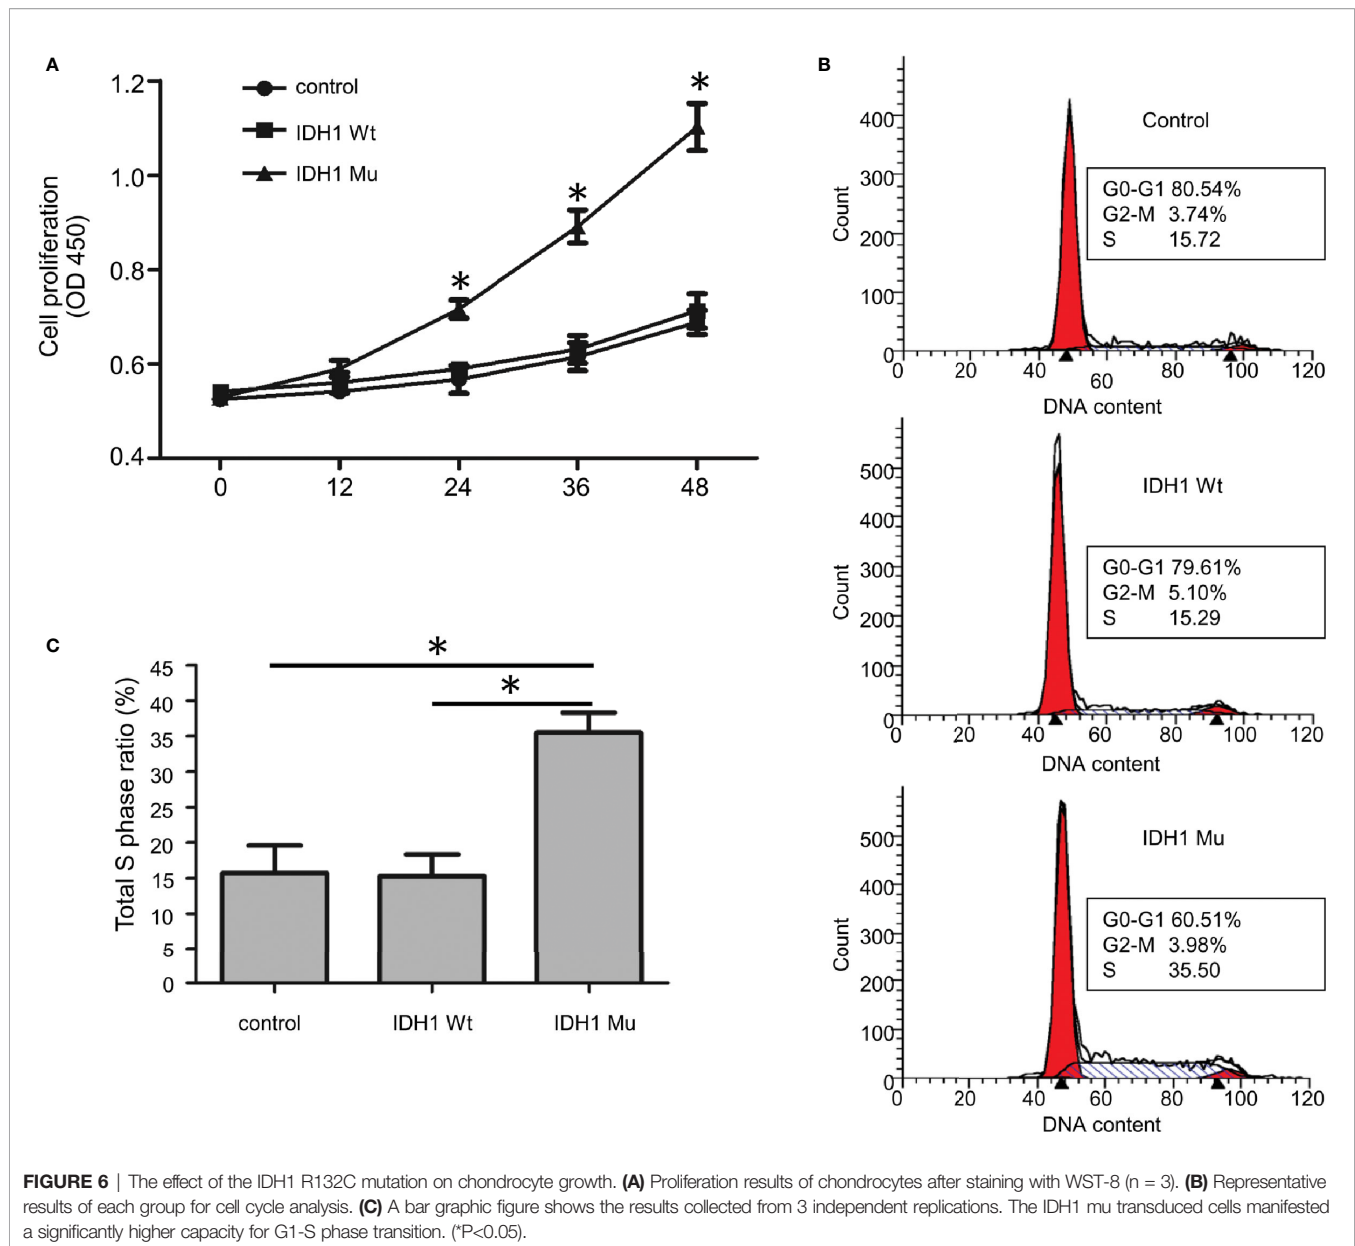 A
1.2
1.0
0.8
0.6
0.4
Cell proliferation
(OD 450)
control
IDH1 Wt
IDH1 Mu
*
*
*
0
12
24
36
48
B
400
300
200
100
0
Count
Control
G0-G1 80.54%
G2-M 3.74%
S 15.72
0
20
40
60
80
100
120
DNA content
500
400
300
200
100
0
Count
IDH1 Wt
G0-G1 79.61%
G2-M 5.10%
S 15.29
0
20
40
60
80
100
120
DNA content
500
400
300
200
100
0
Count
IDH1 Mu
G0-G1 60.51%
G2-M 3.98%
S 35.50
0
20
40
60
80
100
120
DNA content
C
45
40
35
30
25
20
15
10
5
0
Total S phase ratio (%)
*
*
control
IDH1 Wt
IDH1 Mu
FIGURE 6 | The effect of the IDH1 R132C mutation on chondrocyte growth. (A) Proliferation results of chondrocytes after staining with WST-8 (n = 3). (B) Representative
results of each group for cell cycle analysis. (C) A bar graphic figure shows the results collected from 3 independent replications. The IDH1 mu transduced cells manifested
a significantly higher capacity for G1-S phase transition. (*P<0.05).